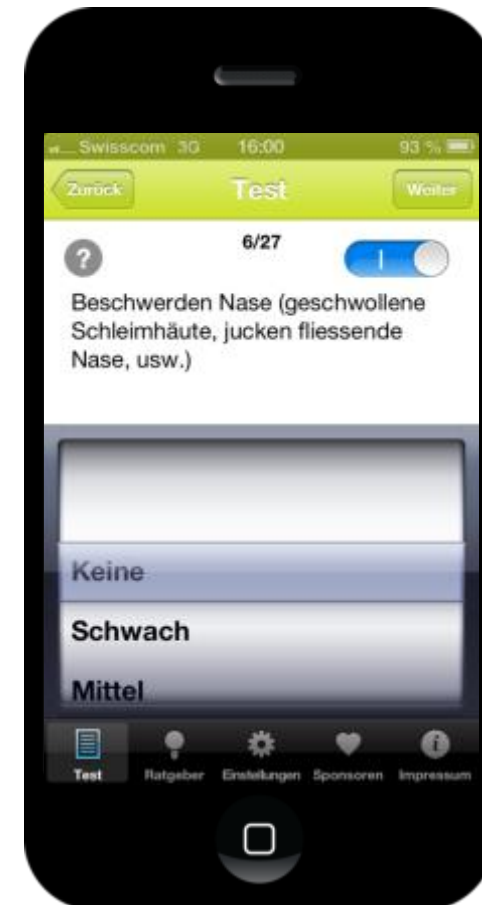 Swisscom 3G 16:00 93 %
Zurück Test Weiter
6/27
?
Beschwerden Nase (geschwollene
Schleimhäute, jucken fliessende
Nase, usw.)
Keine
Schwach
Mittel
Test Ratgeber Einstellungen Sponsoren Impressum